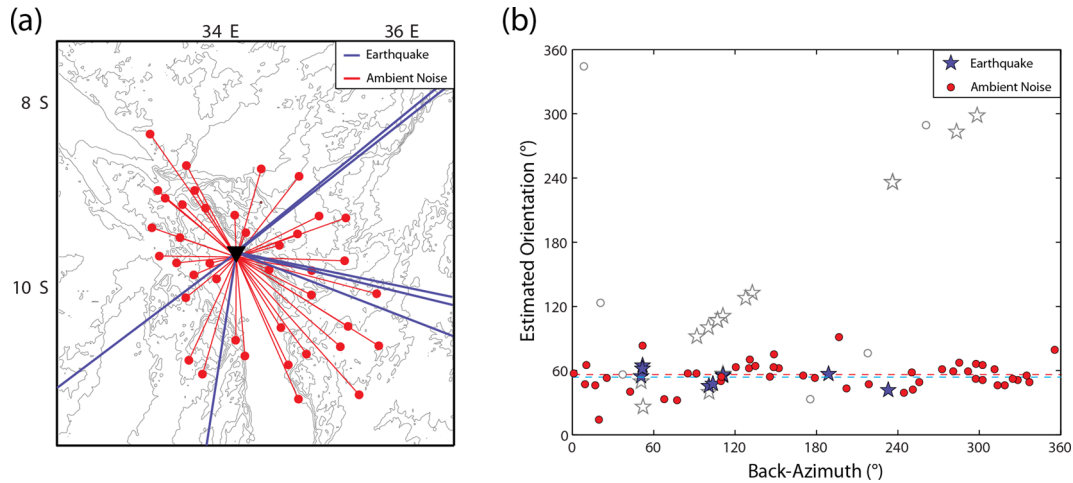 (a)
34 E
36 E
Earthquake
Ambient Noise
8 S
10 S
(b)
360
300
240
180
120
60
0
Estimated Orientation (°)
Earthquake
Ambient Noise
0
60
120
180
240
300
360
Back-Azimuth (°)